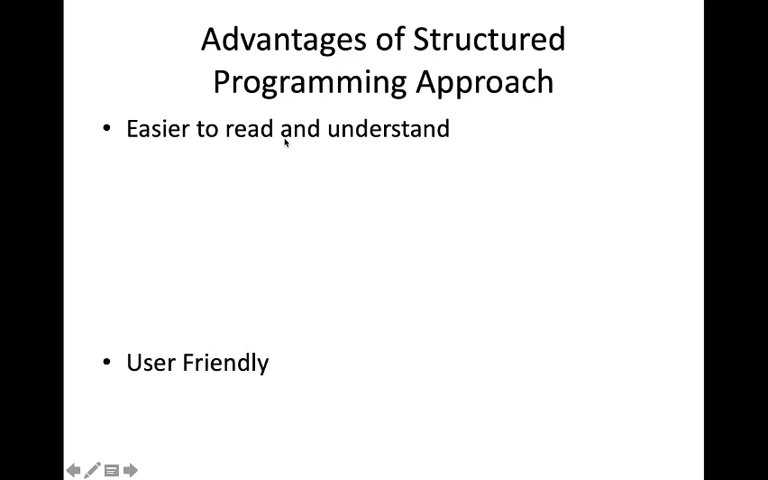 Advantages of Structured
Programming Approach
• Easier to read and understand
• User Friendly